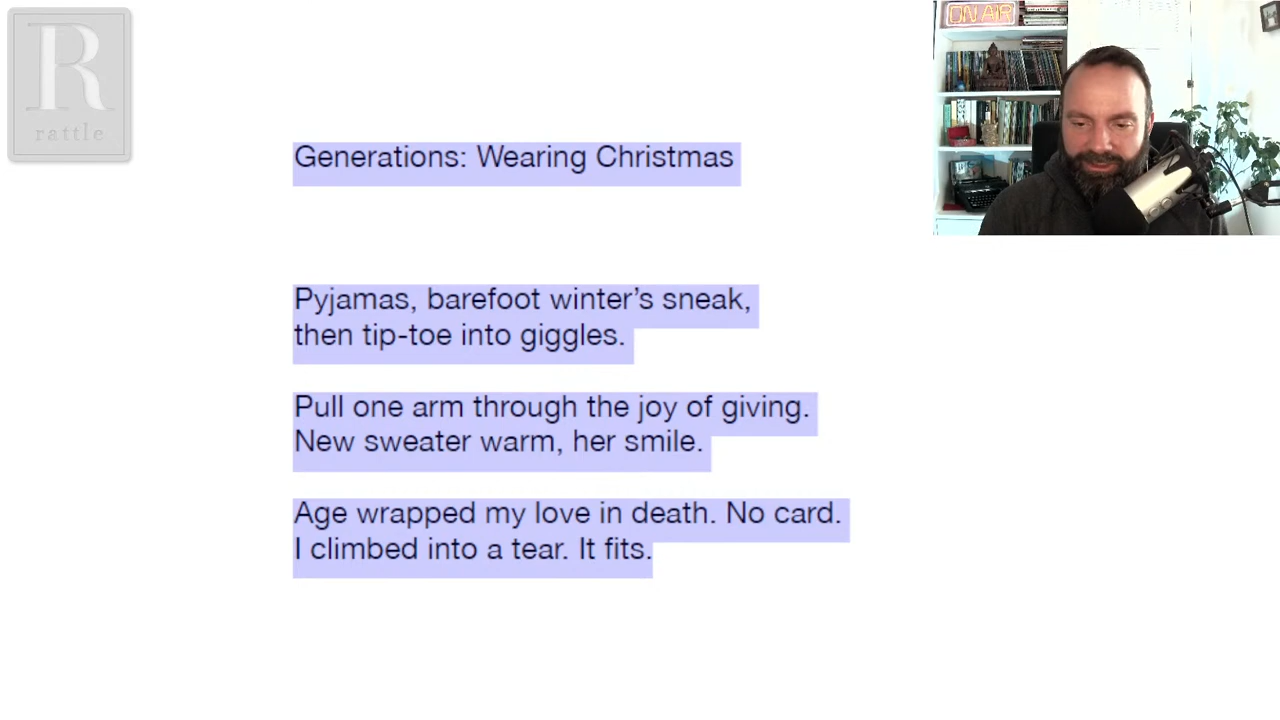 R
rattle
ON AIR
Generations: Wearing Christmas
Pyjamas, barefoot winter's sneak,
then tip-toe into giggles.
Pull one arm through the joy of giving.
New sweater warm, her smile.
Age wrapped my love in death. No card.
I climbed into a tear. It fits.